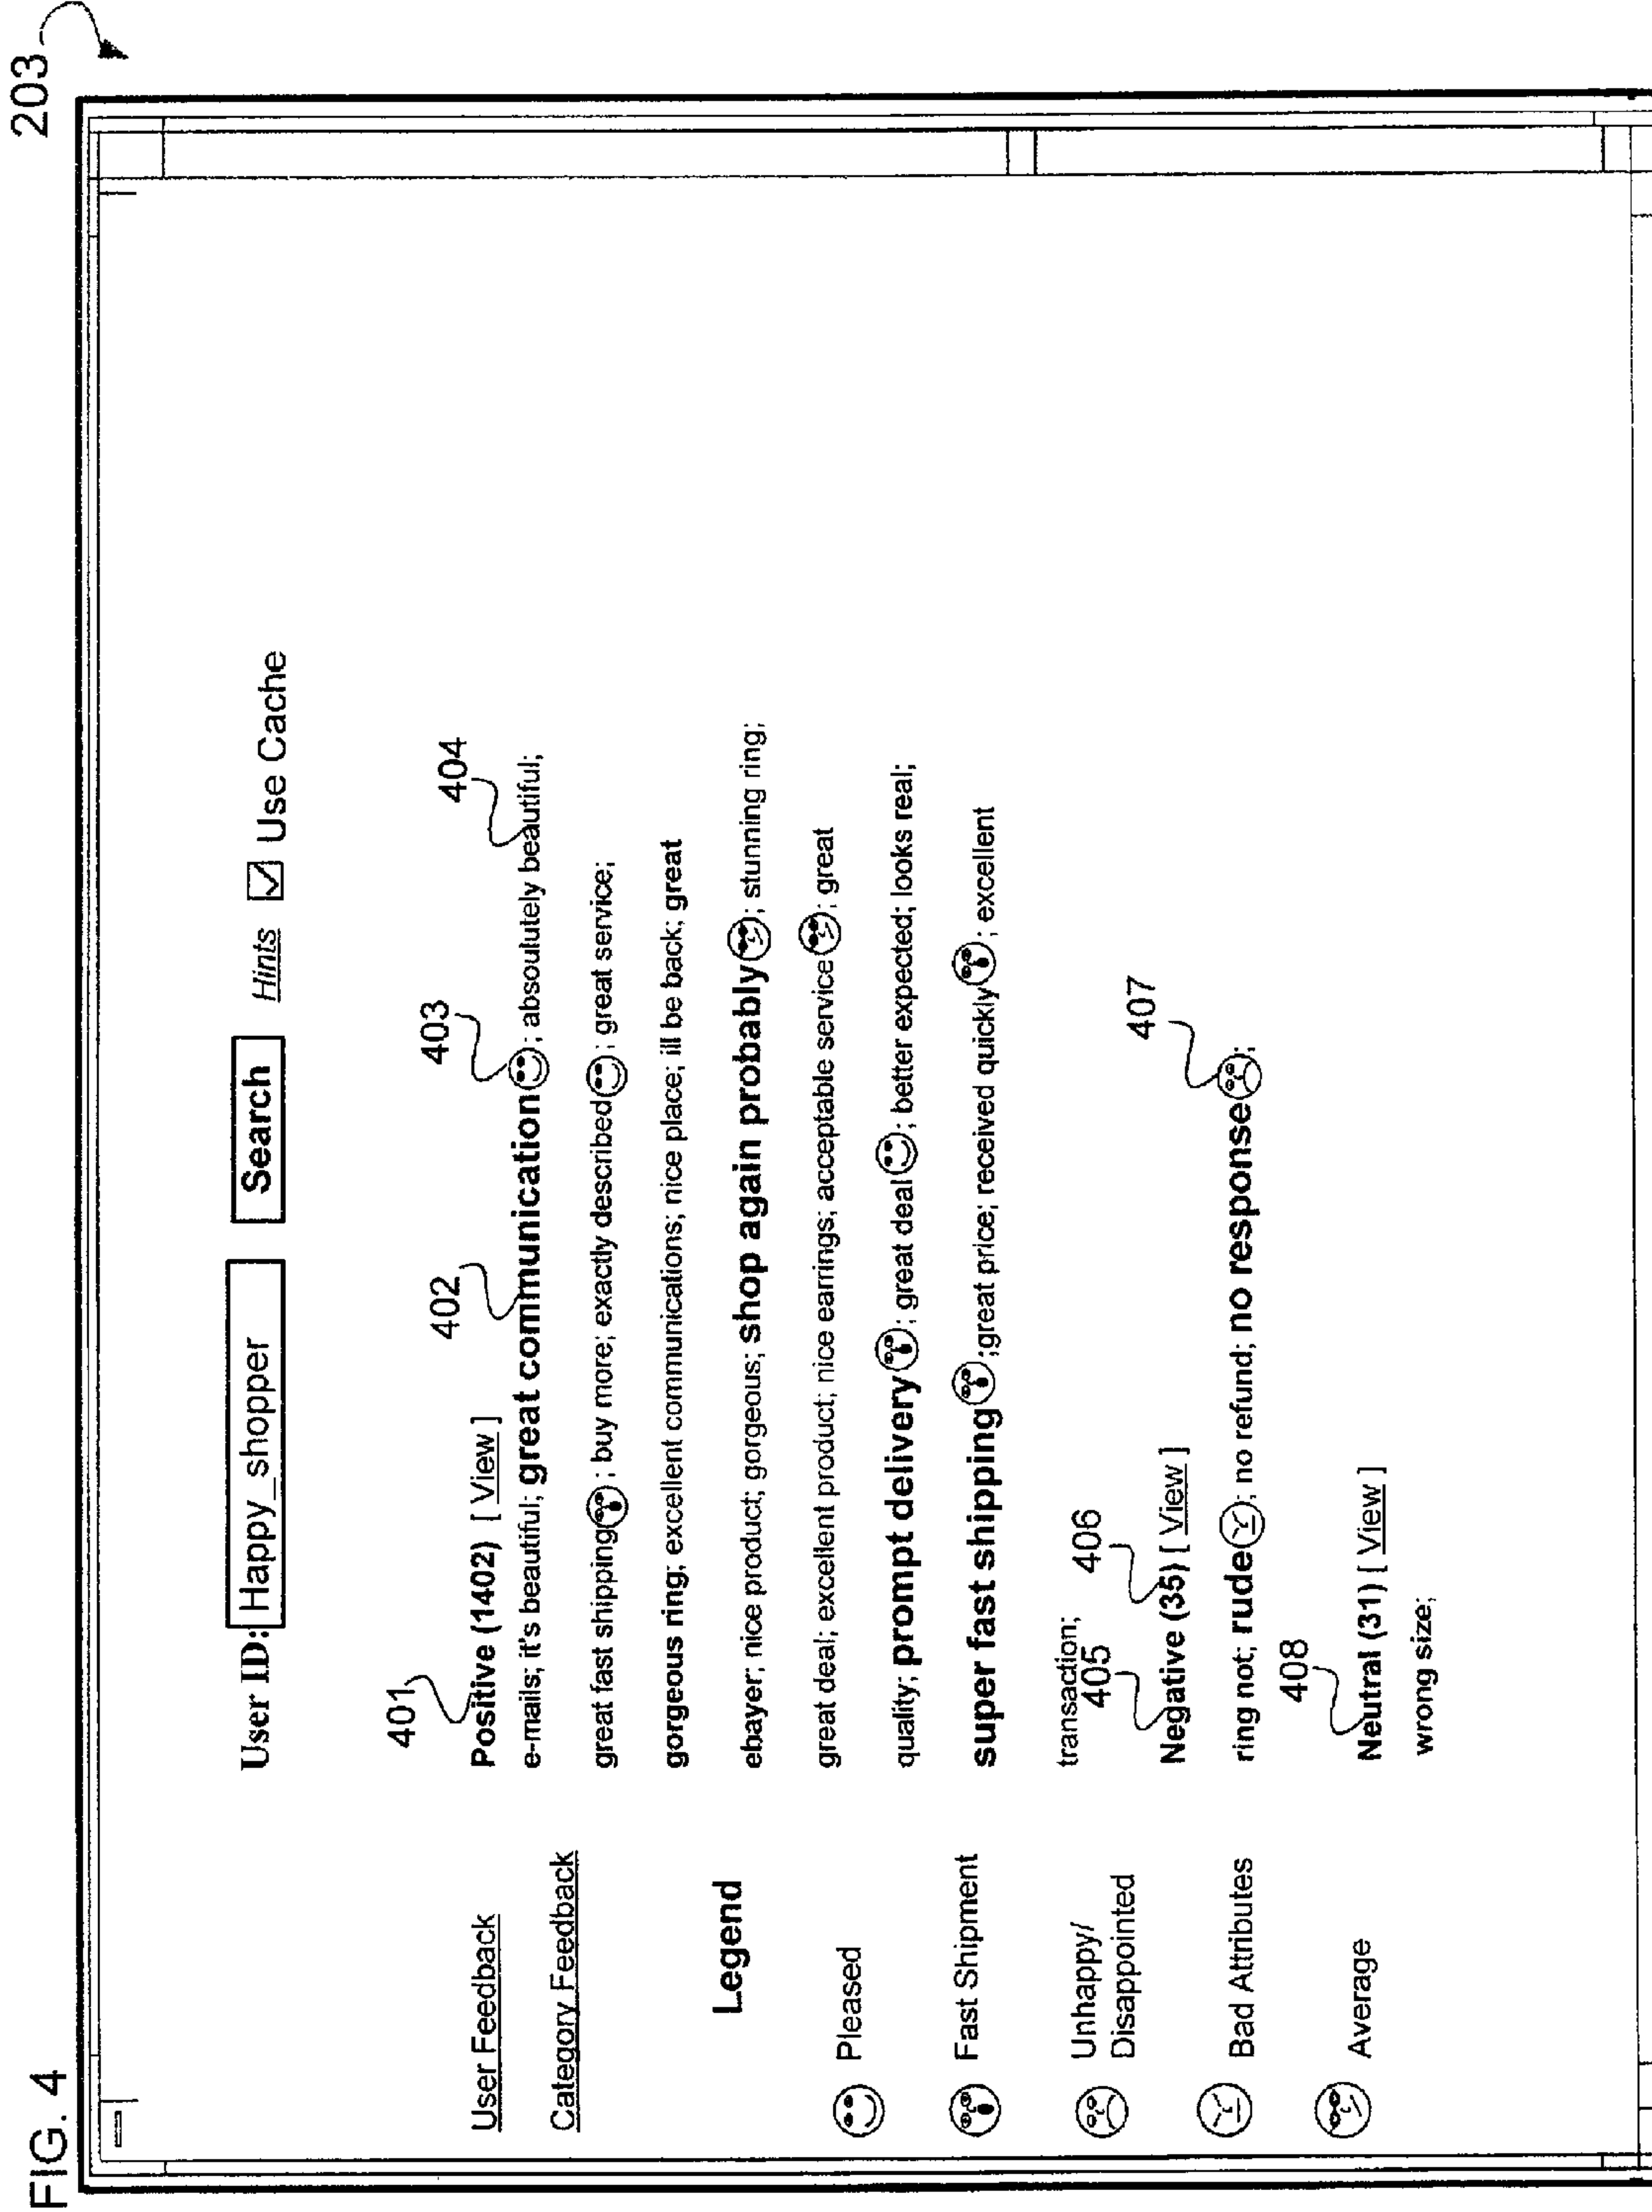 FIG. 4
203
User ID: Happy_shopper Search Hints Use Cache
User Feedback
Category Feedback
Legend
Pleased
Fast Shipment
Unhappy/
Disappointed
Bad Attributes
Average
401
402
403
404
Positive (1402) [ View ]
e-mails; it's beautiful; great communication; absoulutely beautiful;
great fast shipping; buy more; exactly described; great service;
gorgeous ring; excellent communications; nice place; ill be back; great
ebayer; nice product; gorgeous; shop again probably; stunning ring;
great deal; excellent product; nice earrings; acceptable service; great
quality; prompt delivery; great deal; better expected; looks real;
super fast shipping;great price; received quickly; excellent
transaction;
405
406
407
Negative (35) [ View ]
ring not; rude; no refund; no response;
408
Neutral (31) [ View ]
wrong size;